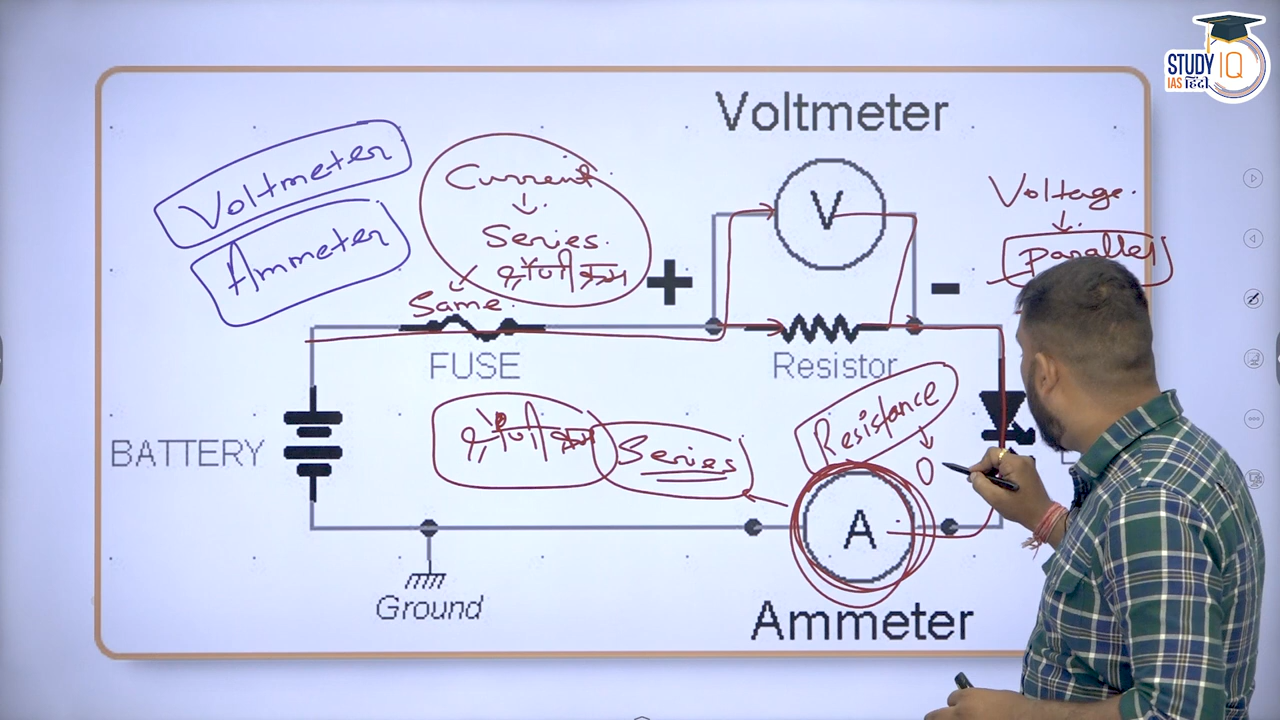 STUDY IQ
IAS हिंदी
Voltmeter
Voltmeter
Ammeter
Current
Series
श्रेणीक्रम
Same
Voltage
Parallel
V
+
-
FUSE
Resistor
BATTERY
श्रेणीक्रम
Series
Resistance
0
A
Ground
Ammeter